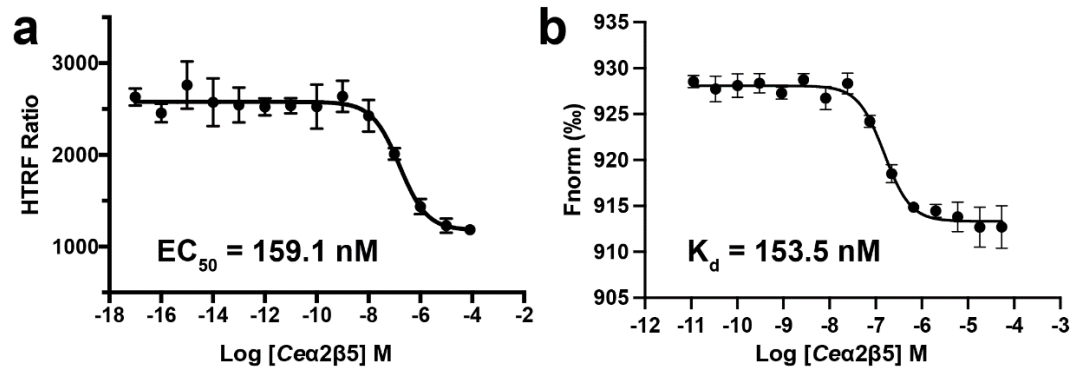 a
3000
2000
1000
HTRF Ratio
EC50 = 159.1 nM
-18 -16 -14 -12 -10 -8 -6 -4 -2
Log [Ceα2β5] M
b
935
930
925
920
915
910
905
Fnorm (‰)
Kd = 153.5 nM
-12 -11 -10 -9 -8 -7 -6 -5 -4 -3
Log [Ceα2β5] M